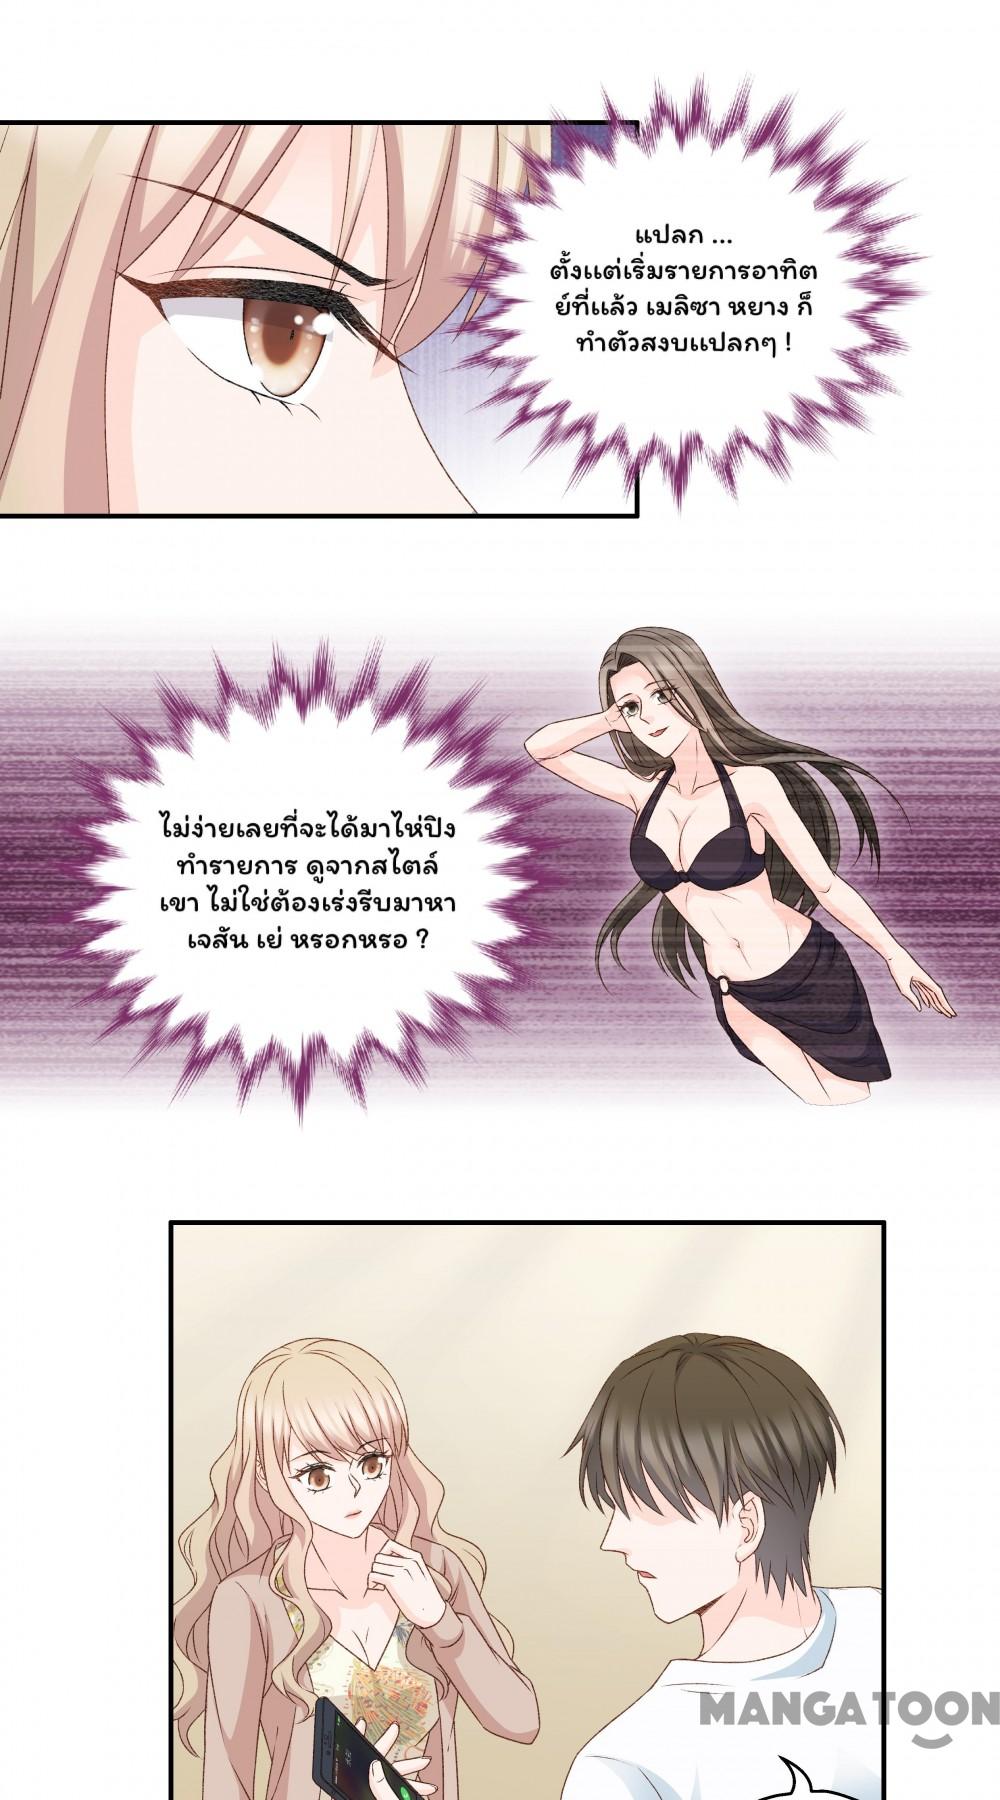 แปลก ...
ตั้งแต่เริ่มรายการอาทิต
ย์ที่แล้ว เมลิซา หยาง ก็
ทำตัวสงบแปลกๆ !
ไม่ง่ายเลยที่จะได้มาไห่ปิง
ทำรายการ ดูจากสไตล์
เขา ไม่ใช่ต้องเร่งรีบมาหา
เจสัน เย่ หรอกหรอ ?
MANGATOON